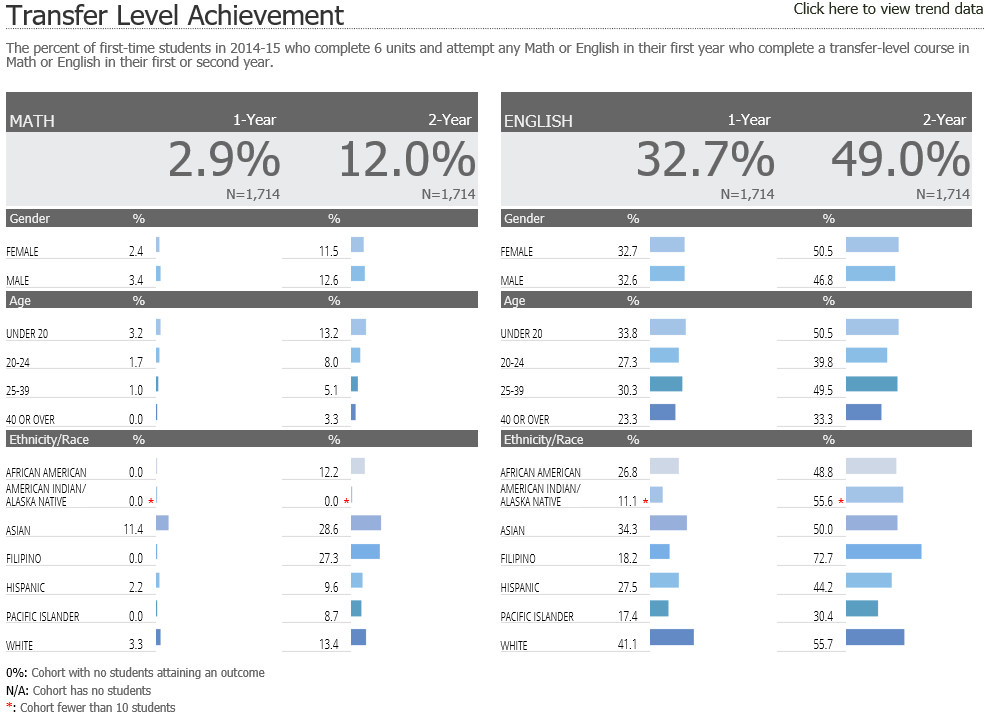 Transfer Level Achievement
Click here to view trend data
The percent of first-time students in 2014-15 who complete 6 units and attempt any Math or English in their first year who complete a transfer-level course in
Math or English in their first or second year.
MATH 1-Year 2-Year
2.9% 12.0%
N=1,714 N=1,714
Gender % %
FEMALE 2.4 11.5
MALE 3.4 12.6
Age % %
UNDER 20 3.2 13.2
20-24 1.7 8.0
25-39 1.0 5.1
40 OR OVER 0.0 3.3
Ethnicity/Race % %
AFRICAN AMERICAN 0.0 12.2
AMERICAN INDIAN/
ALASKA NATIVE 0.0 * 0.0 *
ASIAN 11.4 28.6
FILIPINO 0.0 27.3
HISPANIC 2.2 9.6
PACIFIC ISLANDER 0.0 8.7
WHITE 3.3 13.4
ENGLISH 1-Year 2-Year
32.7% 49.0%
N=1,714 N=1,714
Gender % %
FEMALE 32.7 50.5
MALE 32.6 46.8
Age % %
UNDER 20 33.8 50.5
20-24 27.3 39.8
25-39 30.3 49.5
40 OR OVER 23.3 33.3
Ethnicity/Race % %
AFRICAN AMERICAN 26.8 48.8
AMERICAN INDIAN/
ALASKA NATIVE 11.1 * 55.6 *
ASIAN 34.3 50.0
FILIPINO 18.2 72.7
HISPANIC 27.5 44.2
PACIFIC ISLANDER 17.4 30.4
WHITE 41.1 55.7
0%: Cohort with no students attaining an outcome
N/A: Cohort has no students
*: Cohort fewer than 10 students